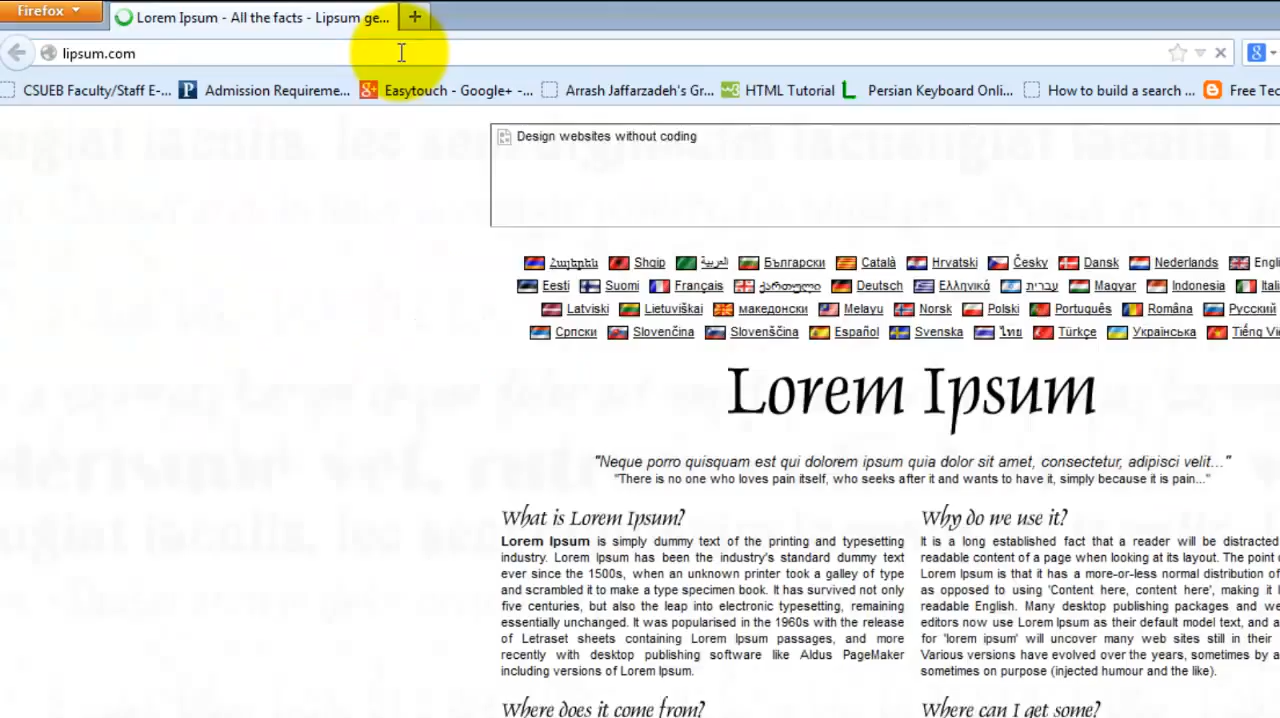 Firefox
Lorem Ipsum - All the facts - Lipsum ge...
lipsum.com
CSUEB Faculty/Staff E-... Admission Requireme... Easytouch - Google+ -... Arrash Jaffarzadeh's Gr... HTML Tutorial Persian Keyboard Onli... How to build a search ... Free Tec
Design websites without coding
Հայերեն Shqip العربية Български Català Hrvatski Česky Dansk Nederlands Engli
Eesti Suomi Français ქართული Deutsch Ελληνικά עברית Magyar Indonesia Itali
Latviski Lietuviškai македонски Melayu Norsk Polski Português Româna Русский
Српски Slovenčina Slovenščina Español Svenska ไทย Türkçe Українська Tiếng Vi
Lorem Ipsum
"Neque porro quisquam est qui dolorem ipsum quia dolor sit amet, consectetur, adipisci velit..."
"There is no one who loves pain itself, who seeks after it and wants to have it, simply because it is pain..."
What is Lorem Ipsum?
Lorem Ipsum is simply dummy text of the printing and typesetting
industry. Lorem Ipsum has been the industry's standard dummy text
ever since the 1500s, when an unknown printer took a galley of type
and scrambled it to make a type specimen book. It has survived not only
five centuries, but also the leap into electronic typesetting, remaining
essentially unchanged. It was popularised in the 1960s with the release
of Letraset sheets containing Lorem Ipsum passages, and more
recently with desktop publishing software like Aldus PageMaker
including versions of Lorem Ipsum.
Why do we use it?
It is a long established fact that a reader will be distracted
readable content of a page when looking at its layout. The point o
Lorem Ipsum is that it has a more-or-less normal distribution of
as opposed to using 'Content here, content here', making it l
readable English. Many desktop publishing packages and we
editors now use Lorem Ipsum as their default model text, and a
for 'lorem ipsum' will uncover many web sites still in their
Various versions have evolved over the years, sometimes by a
sometimes on purpose (injected humour and the like).
Where does it come from?
Where can I get some?